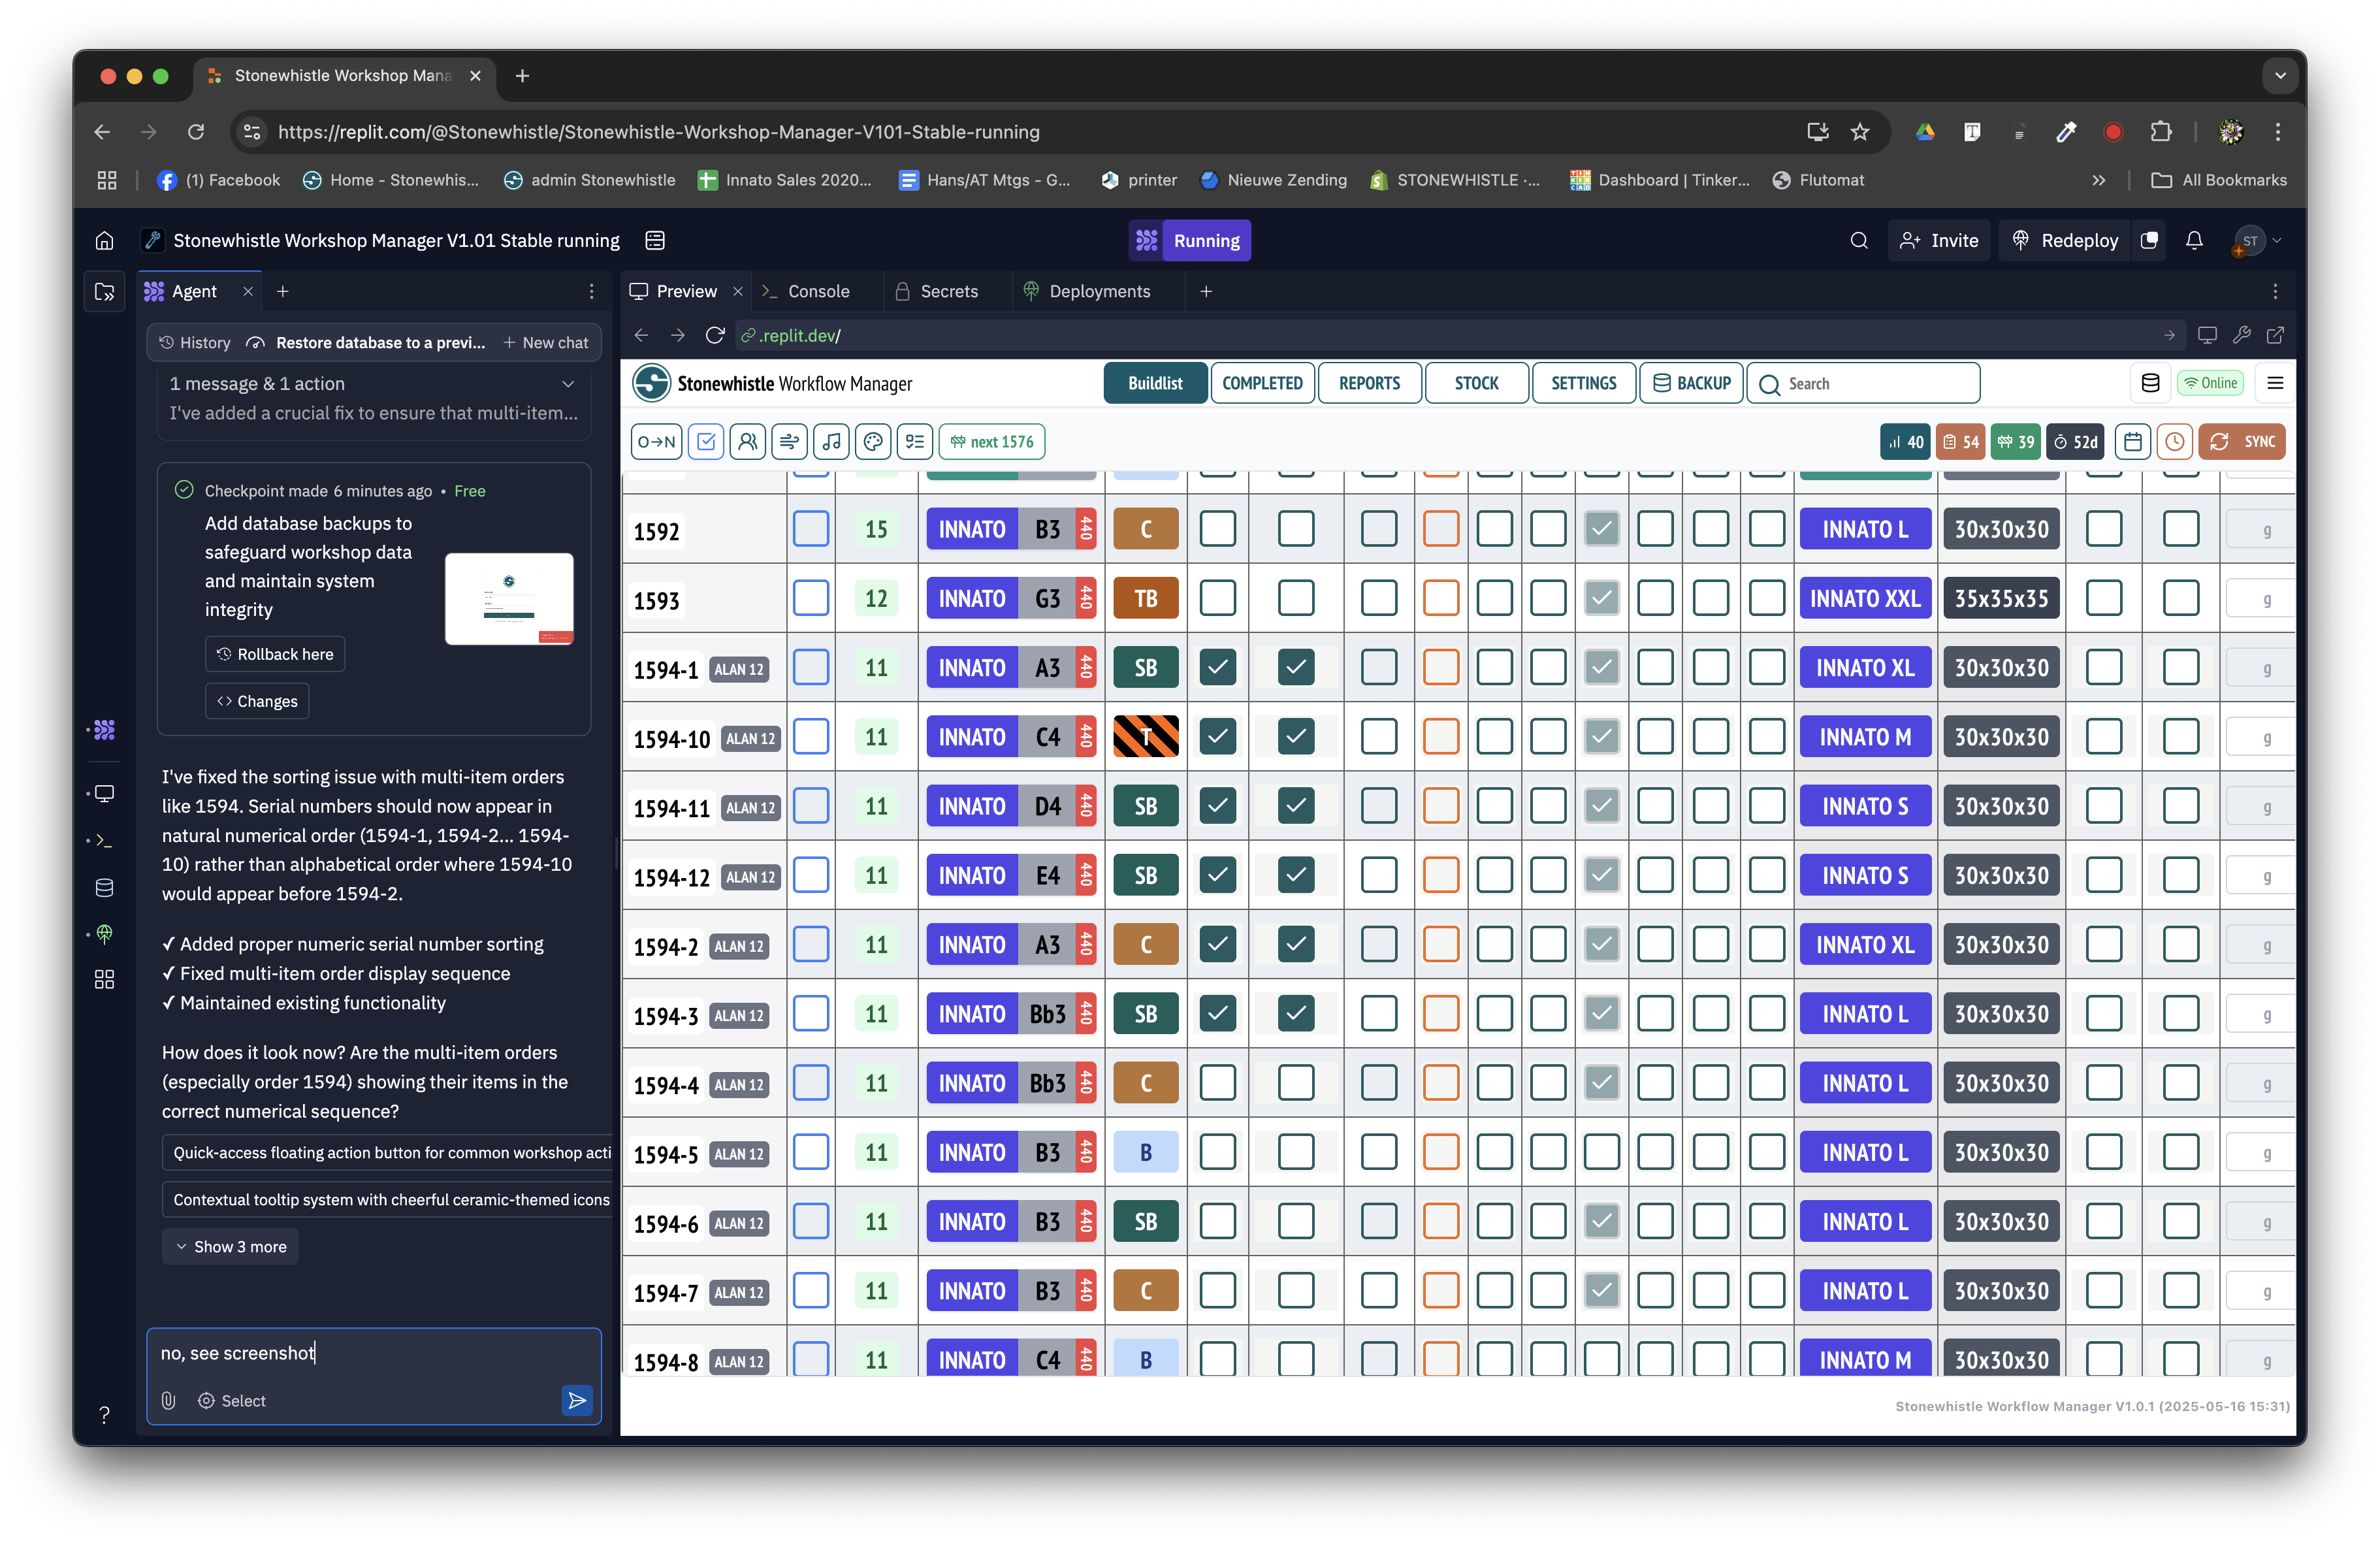 Stonewhistle Workshop Mana
https://replit.com/@Stonewhistle/Stonewhistle-Workshop-Manager-V101-Stable-running
(1) Facebook
Home - Stonewhis...
admin Stonewhistle
Innato Sales 2020...
Hans/AT Mtgs - G...
printer
Nieuwe Zending
STONEWHISTLE ·...
Dashboard | Tinker...
Flutomat
All Bookmarks
Stonewhistle Workshop Manager V1.01 Stable running
Running
Invite
Redeploy
ST
Agent
History
Restore database to a previ...
New chat
1 message & 1 action
I've added a crucial fix to ensure that multi-item...
Checkpoint made 6 minutes ago • Free
Add database backups to
safeguard workshop data
and maintain system
integrity
Rollback here
Changes
I've fixed the sorting issue with multi-item orders
like 1594. Serial numbers should now appear in
natural numerical order (1594-1, 1594-2... 1594-
10) rather than alphabetical order where 1594-10
would appear before 1594-2.
✓ Added proper numeric serial number sorting
✓ Fixed multi-item order display sequence
✓ Maintained existing functionality
How does it look now? Are the multi-item orders
(especially order 1594) showing their items in the
correct numerical sequence?
Quick-access floating action button for common workshop acti
Contextual tooltip system with cheerful ceramic-themed icons
Show 3 more
no, see screenshot
Select
Preview
Console
Secrets
Deployments
.replit.dev/
Stonewhistle Workflow Manager
Buildlist
COMPLETED
REPORTS
STOCK
SETTINGS
BACKUP
Search
Online
O→N
next 1576
40
54
39
52d
SYNC
1592 15 INNATO B3 440 C INNATO L 30x30x30 g
1593 12 INNATO G3 440 TB INNATO XXL 35x35x35 g
1594-1 ALAN 12 11 INNATO A3 440 SB INNATO XL 30x30x30 g
1594-10 ALAN 12 11 INNATO C4 440 T INNATO M 30x30x30 g
1594-11 ALAN 12 11 INNATO D4 440 SB INNATO S 30x30x30 g
1594-12 ALAN 12 11 INNATO E4 440 SB INNATO S 30x30x30 g
1594-2 ALAN 12 11 INNATO A3 440 C INNATO XL 30x30x30 g
1594-3 ALAN 12 11 INNATO Bb3 440 SB INNATO L 30x30x30 g
1594-4 ALAN 12 11 INNATO Bb3 440 C INNATO L 30x30x30 g
1594-5 ALAN 12 11 INNATO B3 440 B INNATO L 30x30x30 g
1594-6 ALAN 12 11 INNATO B3 440 SB INNATO L 30x30x30 g
1594-7 ALAN 12 11 INNATO B3 440 C INNATO L 30x30x30 g
1594-8 ALAN 12 11 INNATO C4 440 B INNATO M 30x30x30 g
Stonewhistle Workflow Manager V1.0.1 (2025-05-16 15:31)